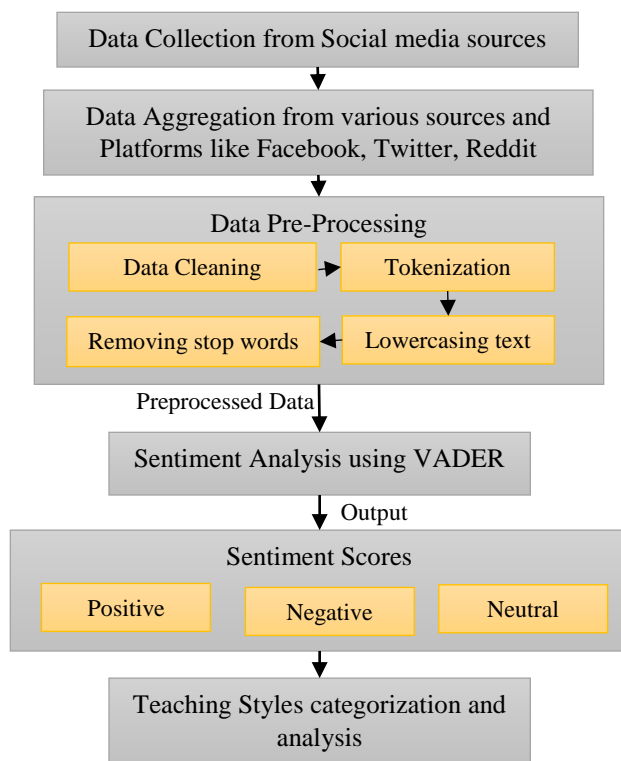 Data Collection from Social media sources
Data Aggregation from various sources and
Platforms like Facebook, Twitter, Reddit
Data Pre-Processing
Data Cleaning
Tokenization
Lowercasing text
Removing stop words
Preprocessed Data
Sentiment Analysis using VADER
Output
Sentiment Scores
Positive
Negative
Neutral
Teaching Styles categorization and
analysis